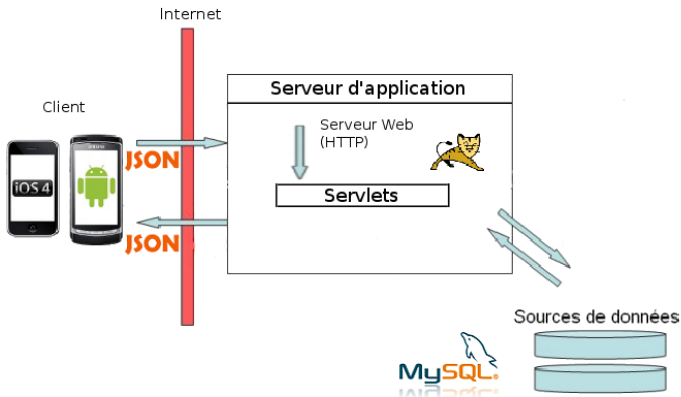 Internet
Serveur d'application
Client
Serveur Web
(HTTP)
JSON
iOS 4
Servlets
JSON
Sources de données
MySQL